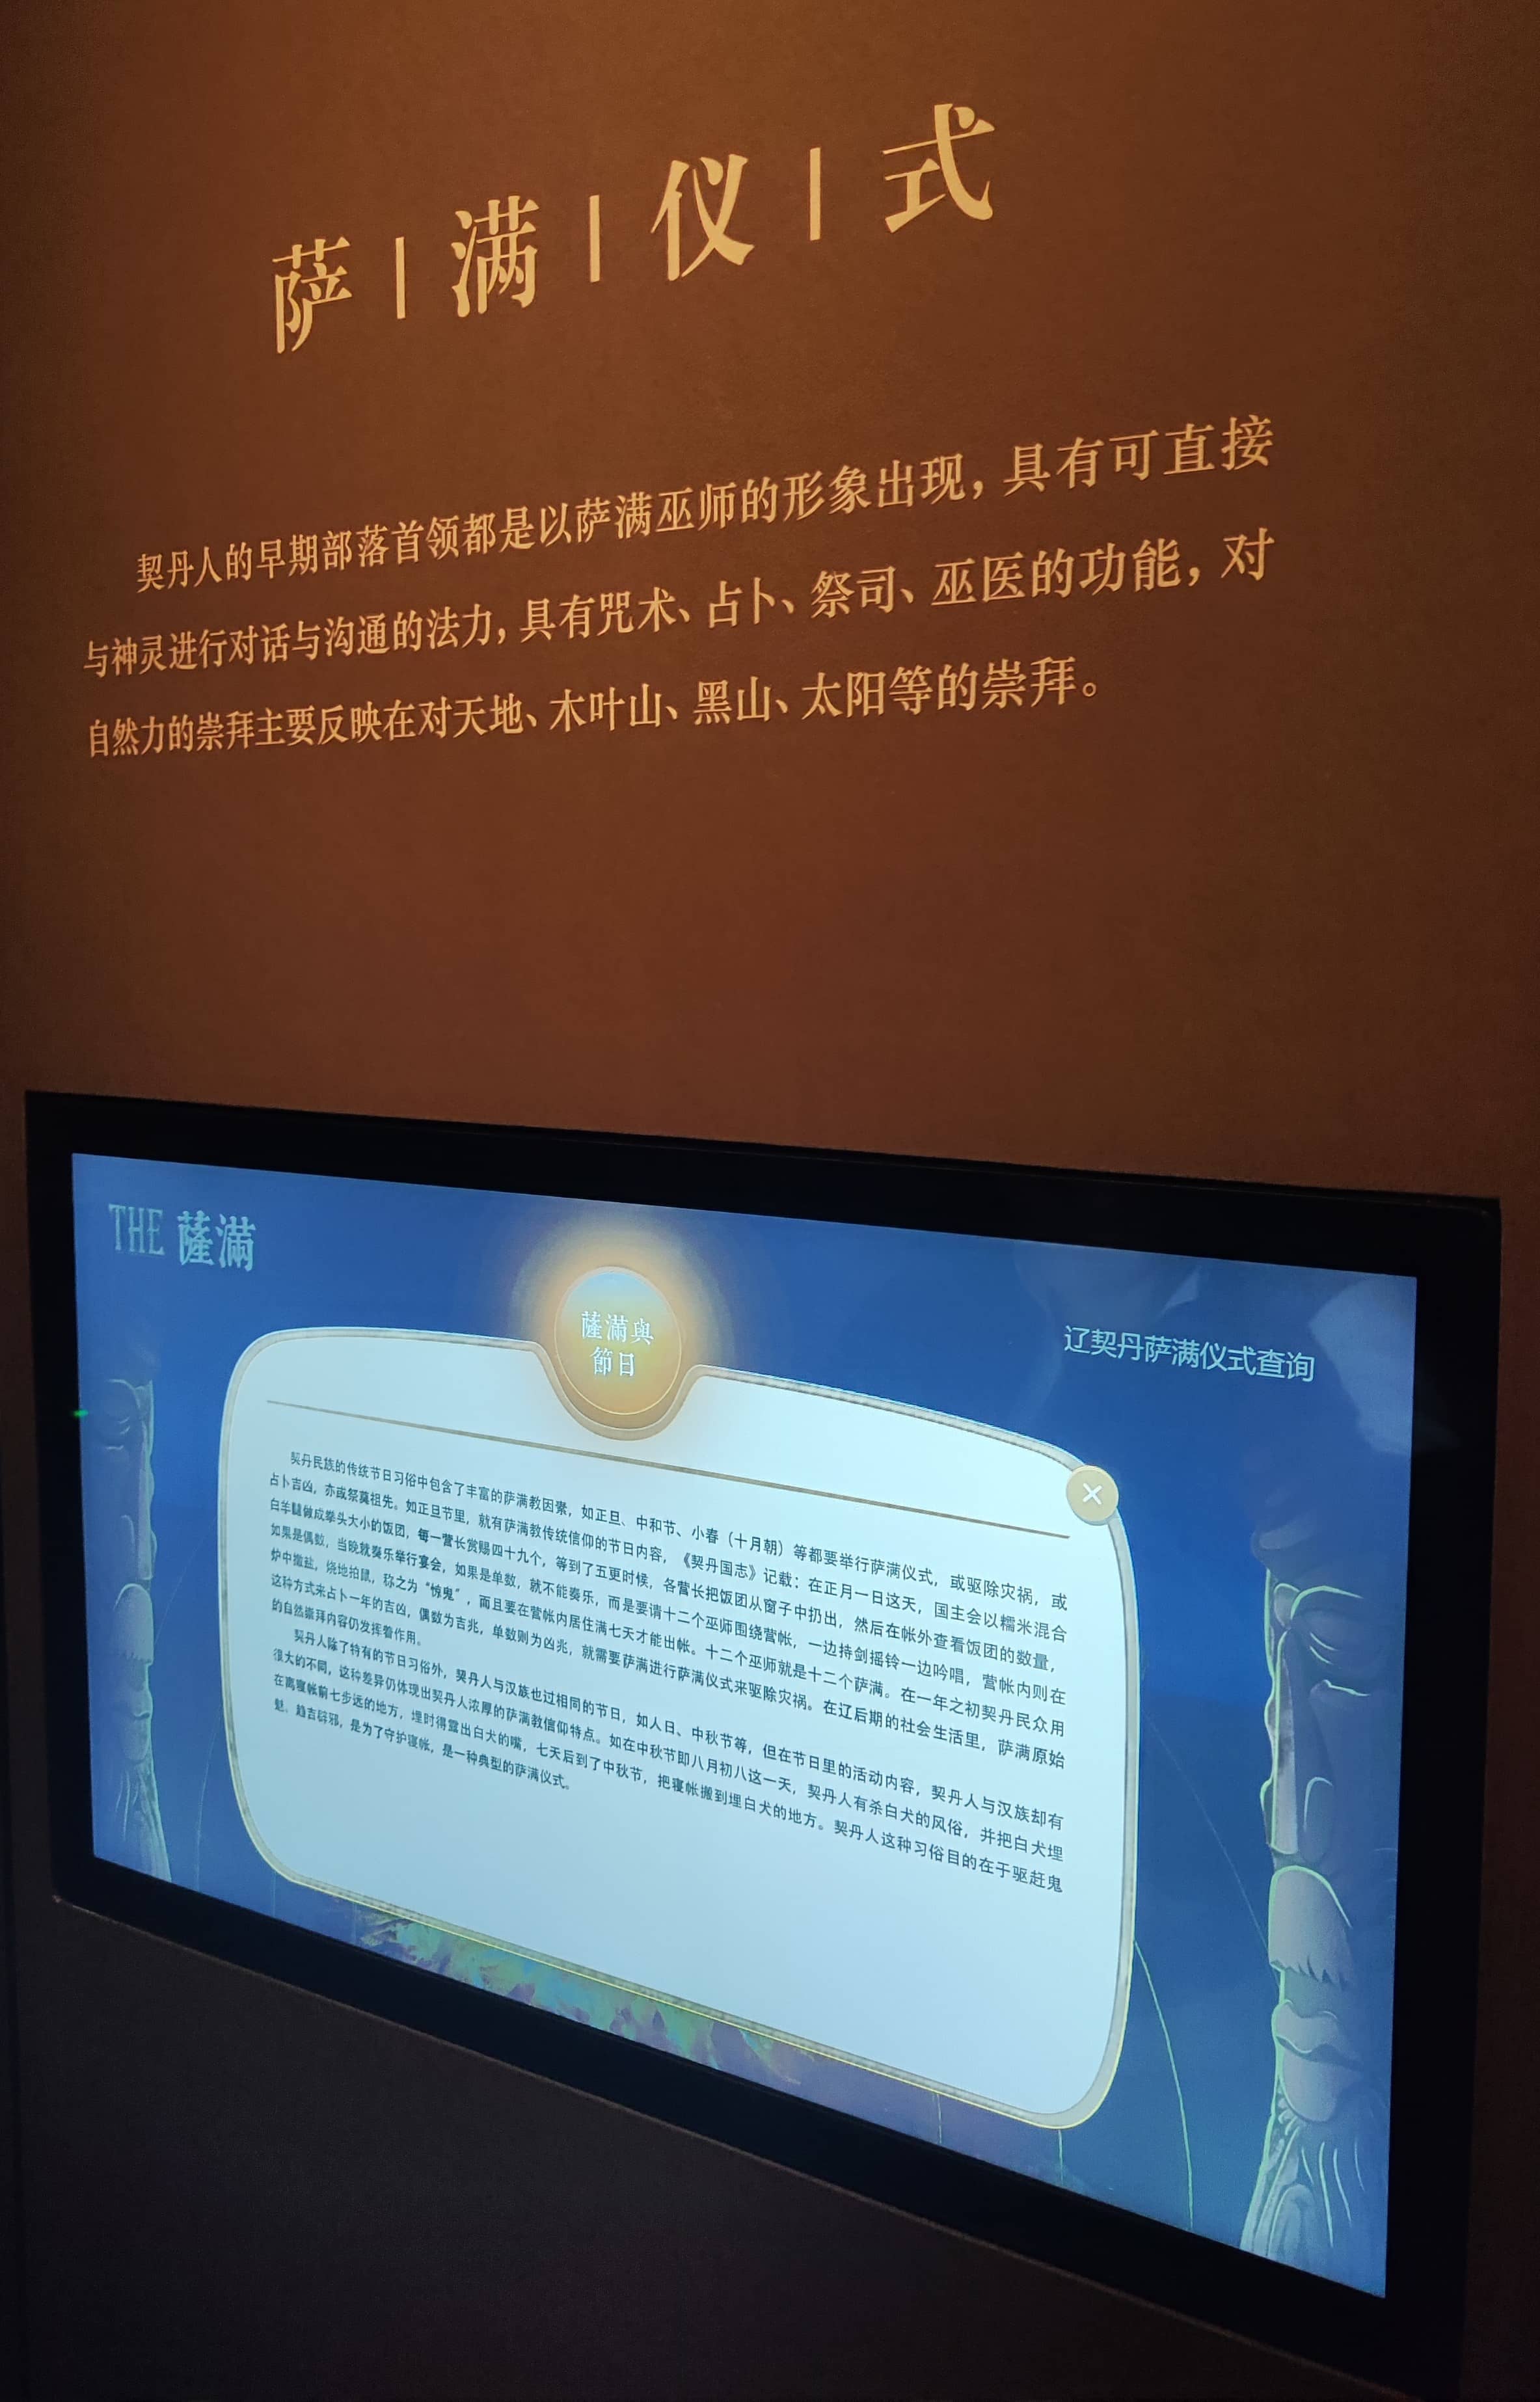 萨|满|仪|式
契丹人的早期部落首领都是以萨满巫师的形象出现，具有可直接
与神灵进行对话与沟通的法力，具有咒术、占卜、祭司、巫医的功能，对
自然力的崇拜主要反映在对天地、木叶山、黑山、太阳等的崇拜。
THE 薩滿
薩滿與
節日
辽契丹萨满仪式查询
契丹民族的传统节日习俗中包含了丰富的萨满教因素，如正旦、中和节、小春（十月朝）等都要举行萨满仪式，或驱除灾祸，或
占卜吉凶，亦或祭奠祖先。如正旦节里，就有萨满教传统信仰的节日内容，《契丹国志》记载：在正月一日这天，国主会以糯米混合
白羊髓做成拳头大小的饭团，每一营长赏赐四十九个，等到了五更时候，各营长把饭团从窗子中扔出，然后在帐外查看饭团的数量，
如果是偶数，当晚就奏乐举行宴会，如果是单数，就不能奏乐，而是要请十二个巫师围绕营帐，一边持剑摇铃一边吟唱，营帐内则在
炉中撒盐，烧地拍鼠，称之为“惊鬼”，而且要在营帐内居住满七天才能出帐。十二个巫师就是十二个萨满。在一年之初契丹民众用
这种方式来占卜一年的吉凶，偶数为吉兆，单数则为凶兆，就需要萨满进行萨满仪式来驱除灾祸。在辽后期的社会生活里，萨满原始
的自然崇拜内容仍发挥着作用。
契丹人除了特有的节日习俗外，契丹人与汉族也过相同的节日，如人日、中秋节等，但在节日里的活动内容，契丹人与汉族却有
很大的不同，这种差异仍体现出契丹人浓厚的萨满教信仰特点。如在中秋节即八月初八这一天，契丹人有杀白犬的风俗，并把白犬埋
在离寝帐前七步远的地方，埋时得露出白犬的嘴，七天后到了中秋节，把寝帐搬到埋白犬的地方。契丹人这种习俗目的在于驱赶鬼
魅、趋吉辟邪，是为了守护寝帐，是一种典型的萨满仪式。